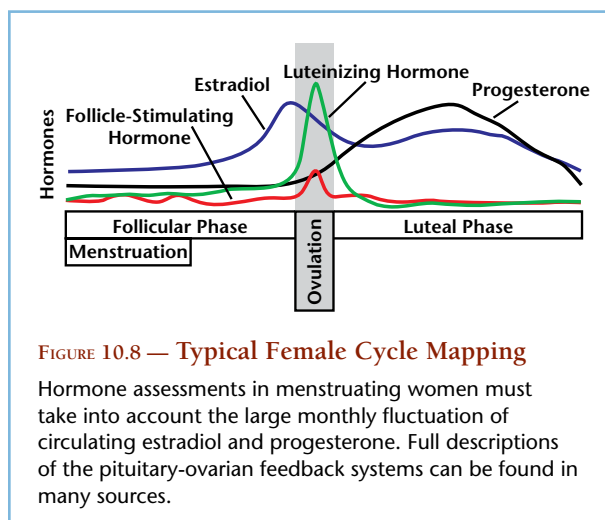 Estradiol
Luteinizing Hormone
Progesterone
Follicle-Stimulating
Hormone
Hormones
Follicular Phase
Ovulation
Luteal Phase
Menstruation
FIGURE 10.8 — Typical Female Cycle Mapping
Hormone assessments in menstruating women must
take into account the large monthly fluctuation of
circulating estradiol and progesterone. Full descriptions
of the pituitary-ovarian feedback systems can be found in
many sources.